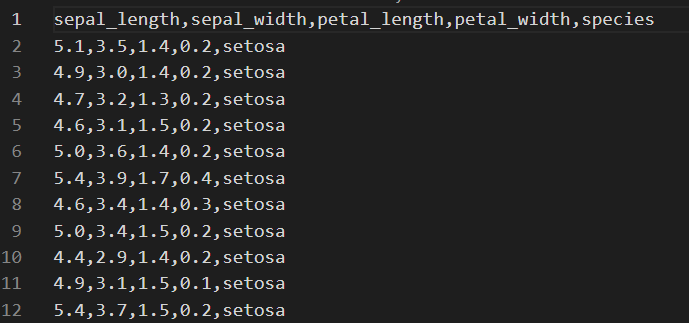 1 sepal_length,sepal_width,petal_length,petal_width,species
2 5.1,3.5,1.4,0.2,setosa
3 4.9,3.0,1.4,0.2,setosa
4 4.7,3.2,1.3,0.2,setosa
5 4.6,3.1,1.5,0.2,setosa
6 5.0,3.6,1.4,0.2,setosa
7 5.4,3.9,1.7,0.4,setosa
8 4.6,3.4,1.4,0.3,setosa
9 5.0,3.4,1.5,0.2,setosa
10 4.4,2.9,1.4,0.2,setosa
11 4.9,3.1,1.5,0.1,setosa
12 5.4,3.7,1.5,0.2,setosa